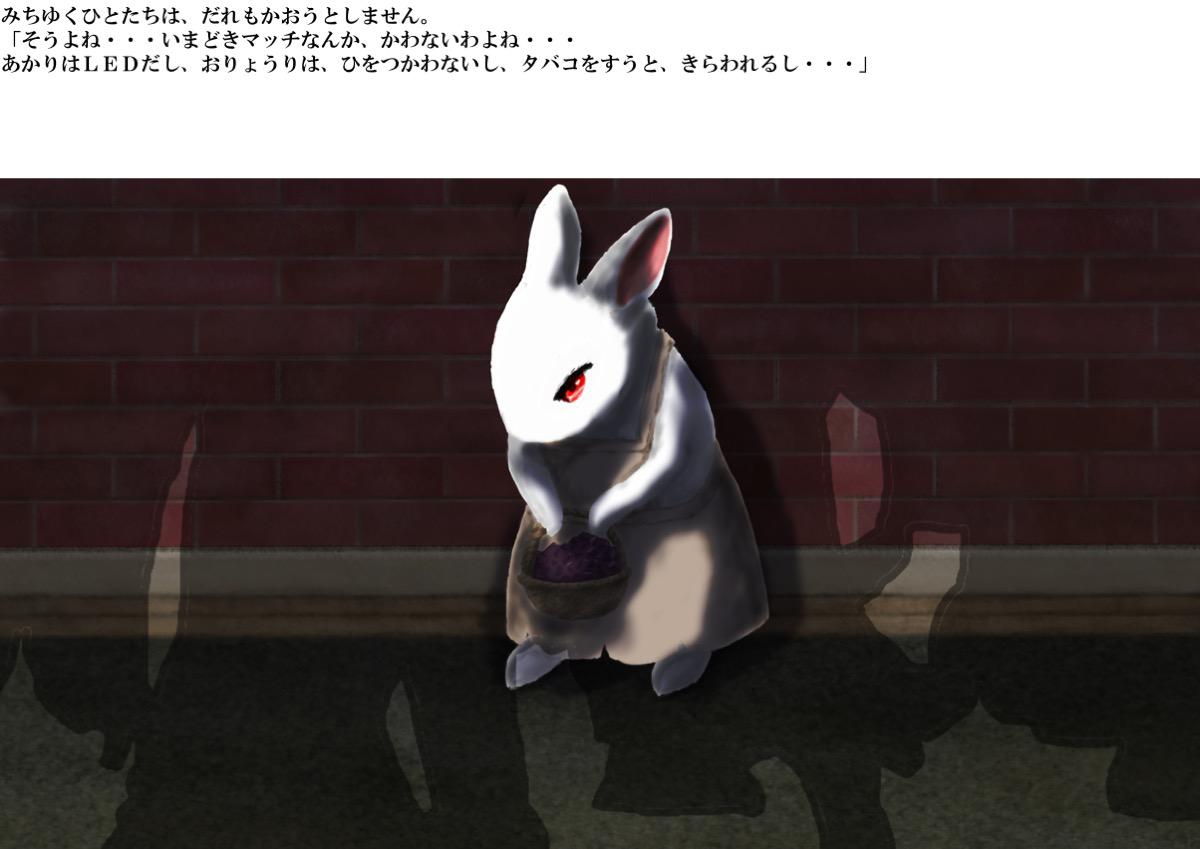 みちゆくひとたちは、だれもかおうとしません。
「そうよね・・・いまどきマッチなんか、かわないわよね・・・
あかりはＬＥＤだし、おりょうりは、ひをつかわないし、タバコをすうと、きらわれるし・・・」